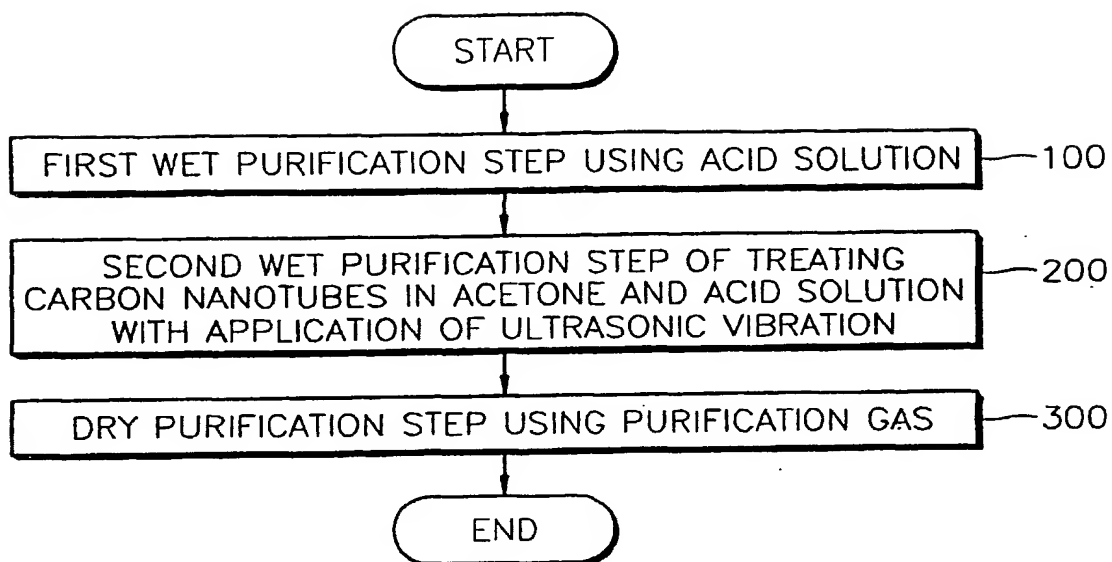 START
FIRST WET PURIFICATION STEP USING ACID SOLUTION
100
SECOND WET PURIFICATION STEP OF TREATING
CARBON NANOTUBES IN ACETONE AND ACID SOLUTION
WITH APPLICATION OF ULTRASONIC VIBRATION
200
DRY PURIFICATION STEP USING PURIFICATION GAS
300
END